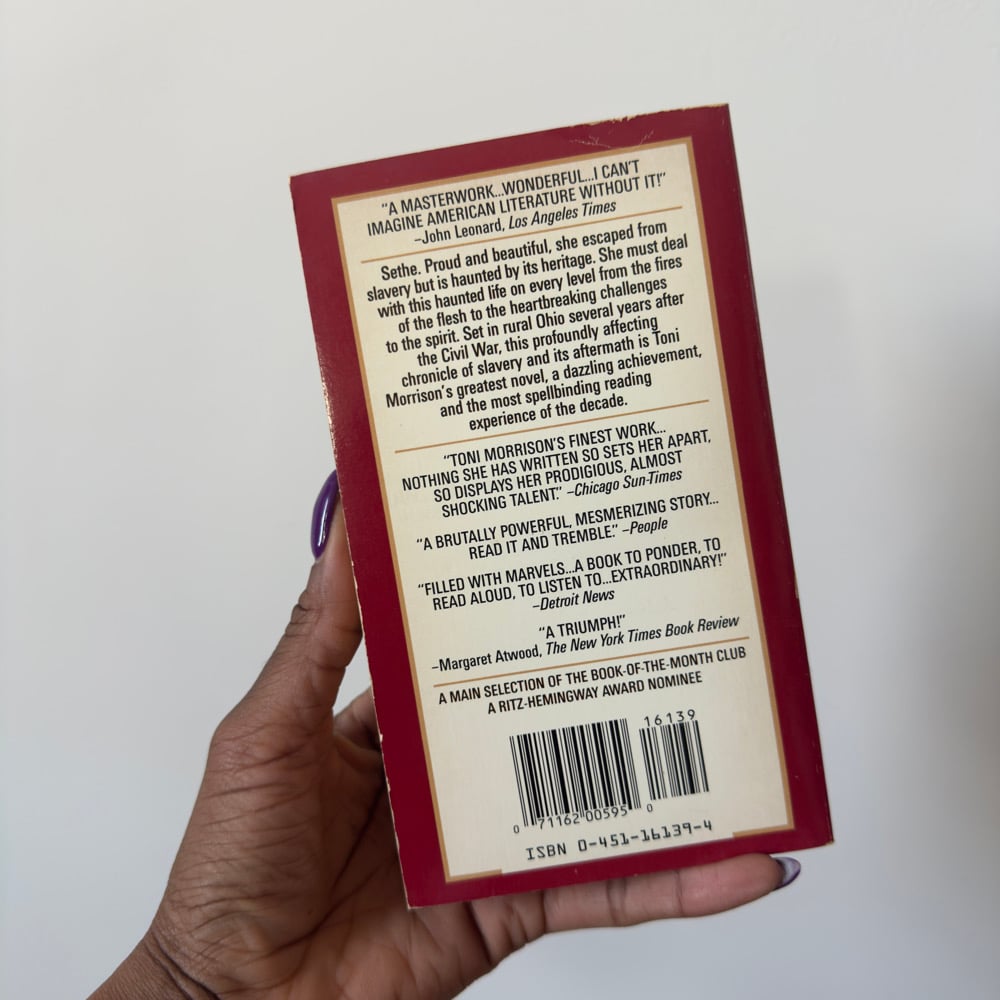 “A MASTERWORK...WONDERFUL...I CAN'T
IMAGINE AMERICAN LITERATURE WITHOUT IT!”
–John Leonard, Los Angeles Times
Sethe. Proud and beautiful, she escaped from
slavery but is haunted by its heritage. She must deal
with this haunted life on every level from the fires
of the flesh to the heartbreaking challenges
to the spirit. Set in rural Ohio several years after
the Civil War, this profoundly affecting
chronicle of slavery and its aftermath is Toni
Morrison's greatest novel, a dazzling achievement,
and the most spellbinding reading
experience of the decade.
“TONI MORRISON'S FINEST WORK...
NOTHING SHE HAS WRITTEN SO SETS HER APART,
SO DISPLAYS HER PRODIGIOUS, ALMOST
SHOCKING TALENT.” –Chicago Sun-Times
“A BRUTALLY POWERFUL, MESMERIZING STORY...
READ IT AND TREMBLE.” –People
“FILLED WITH MARVELS...A BOOK TO PONDER, TO
READ ALOUD, TO LISTEN TO...EXTRAORDINARY!”
–Detroit News
“A TRIUMPH!”
–Margaret Atwood, The New York Times Book Review
A MAIN SELECTION OF THE BOOK-OF-THE-MONTH CLUB
A RITZ-HEMINGWAY AWARD NOMINEE
16139
0 71162 00595 0
ISBN 0-451-16139-4